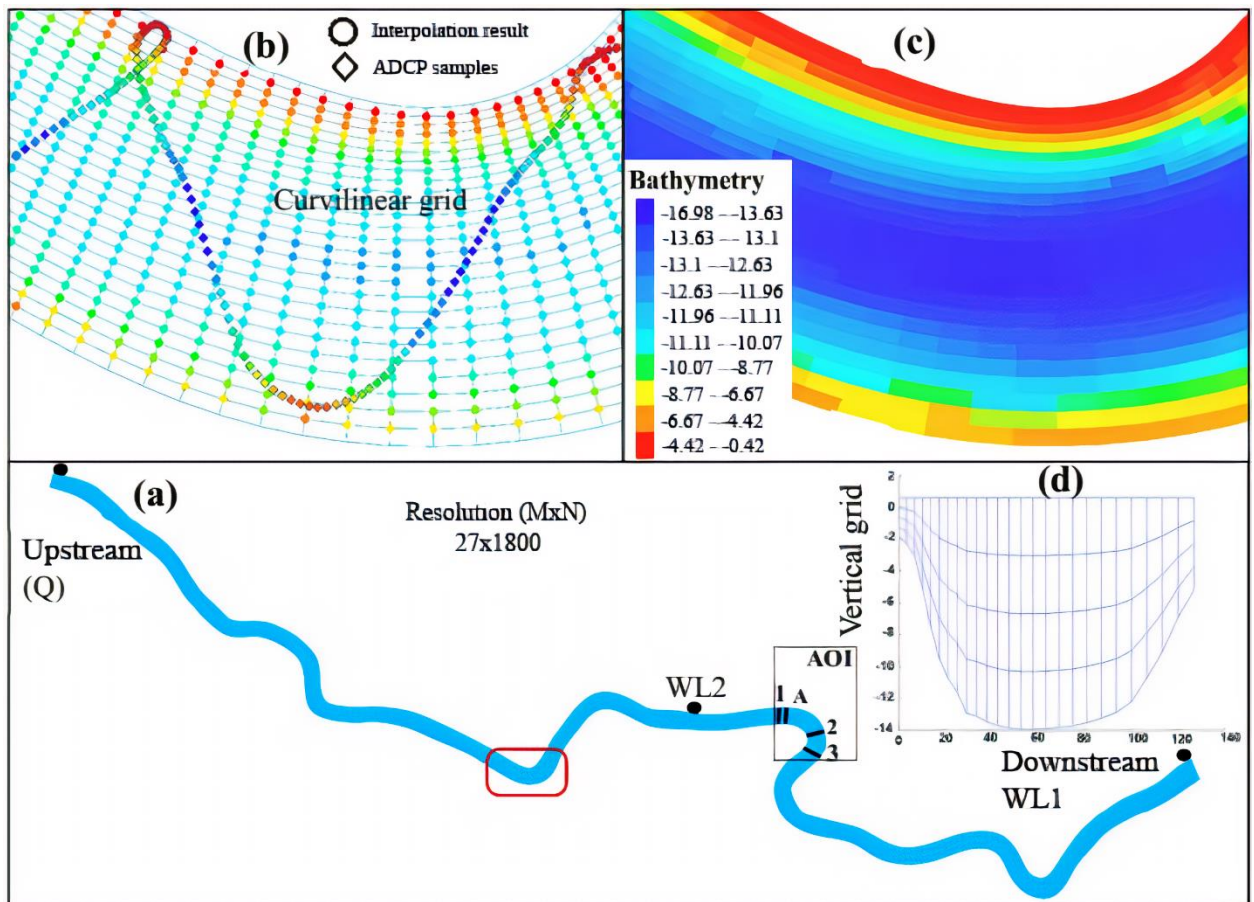 (b)
Interpolation result
ADCP samples
Curvilinear grid
(c)
Bathymetry
-16.98 --- -13.63
-13.63 --- -13.1
-13.1 --- -12.63
-12.63 --- -11.96
-11.96 --- -11.11
-11.11 --- -10.07
-10.07 --- -8.77
-8.77 --- -6.67
-6.67 --- -4.42
-4.42 --- -0.42
(a)
Resolution (MxN)
27x1800
Upstream
(Q)
WL2
AOI
1 A
2
3
(d)
Vertical grid
2
0
-2
-4
-6
-8
-10
-12
-14
0 20 40 60 80 100 120 140
Downstream
WL1